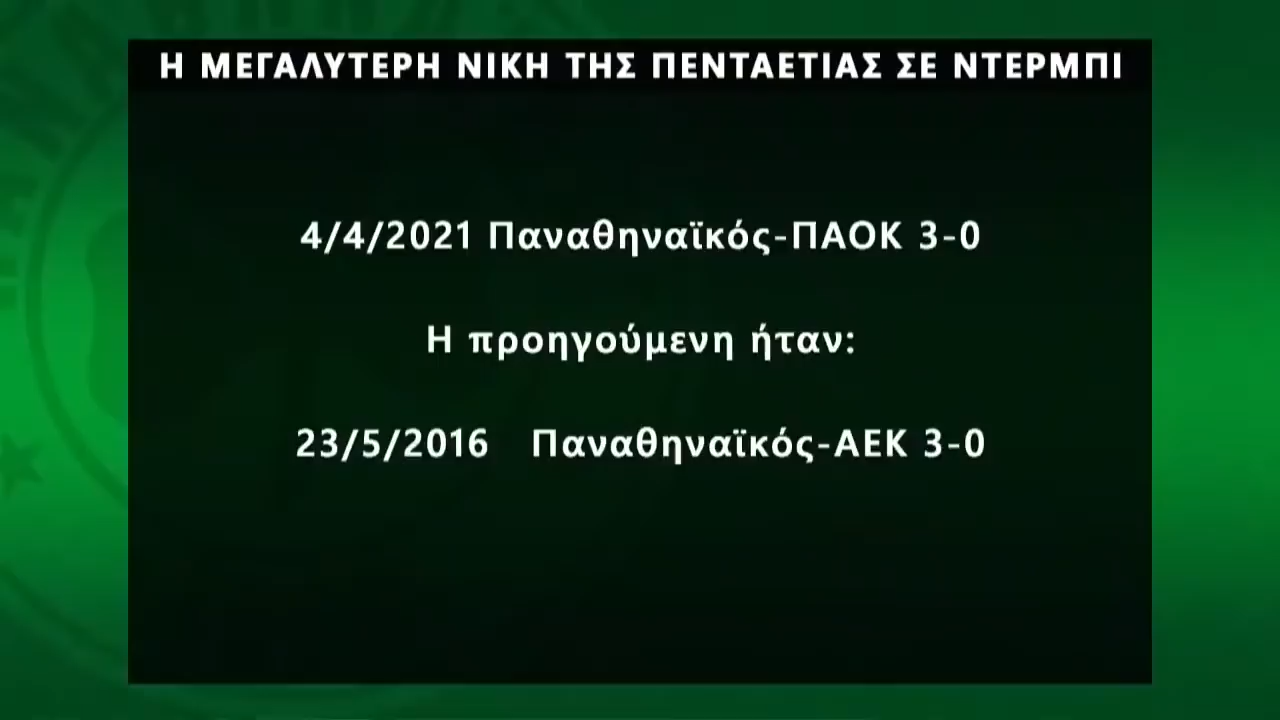 Η ΜΕΓΑΛΥΤΕΡΗ ΝΙΚΗ ΤΗΣ ΠΕΝΤΑΕΤΙΑΣ ΣΕ ΝΤΕΡΜΠΙ
4/4/2021 Παναθηναϊκός-ΠΑΟΚ 3-0
Η προηγούμενη ήταν:
23/5/2016 Παναθηναϊκός-ΑΕΚ 3-0